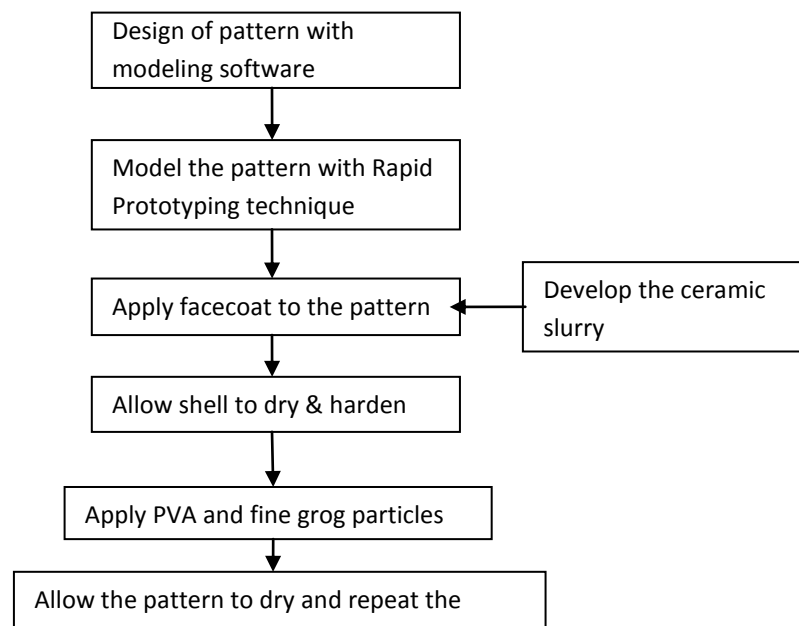 Design of pattern with
modeling software
Model the pattern with Rapid
Prototyping technique
Apply facecoat to the pattern
Develop the ceramic
slurry
Allow shell to dry & harden
Apply PVA and fine grog particles
Allow the pattern to dry and repeat the